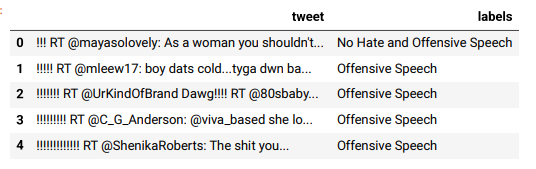 tweet labels
0 !!! RT @mayasolovely: As a woman you shouldn't... No Hate and Offensive Speech
1 !!!!! RT @mleew17: boy dats cold...tyga dwn ba... Offensive Speech
2 !!!!!!! RT @UrKindOfBrand Dawg!!!! RT @80sbaby... Offensive Speech
3 !!!!!!!!! RT @C_G_Anderson: @viva_based she lo... Offensive Speech
4 !!!!!!!!!!!!! RT @ShenikaRoberts: The shit you... Offensive Speech